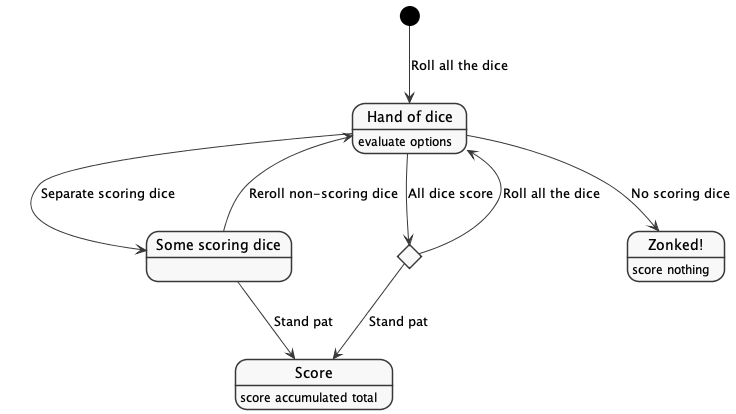 Roll all the dice
Hand of dice
evaluate options
Separate scoring dice
Reroll non-scoring dice
All dice score
Roll all the dice
No scoring dice
Some scoring dice
Zonked!
score nothing
Stand pat
Stand pat
Score
score accumulated total